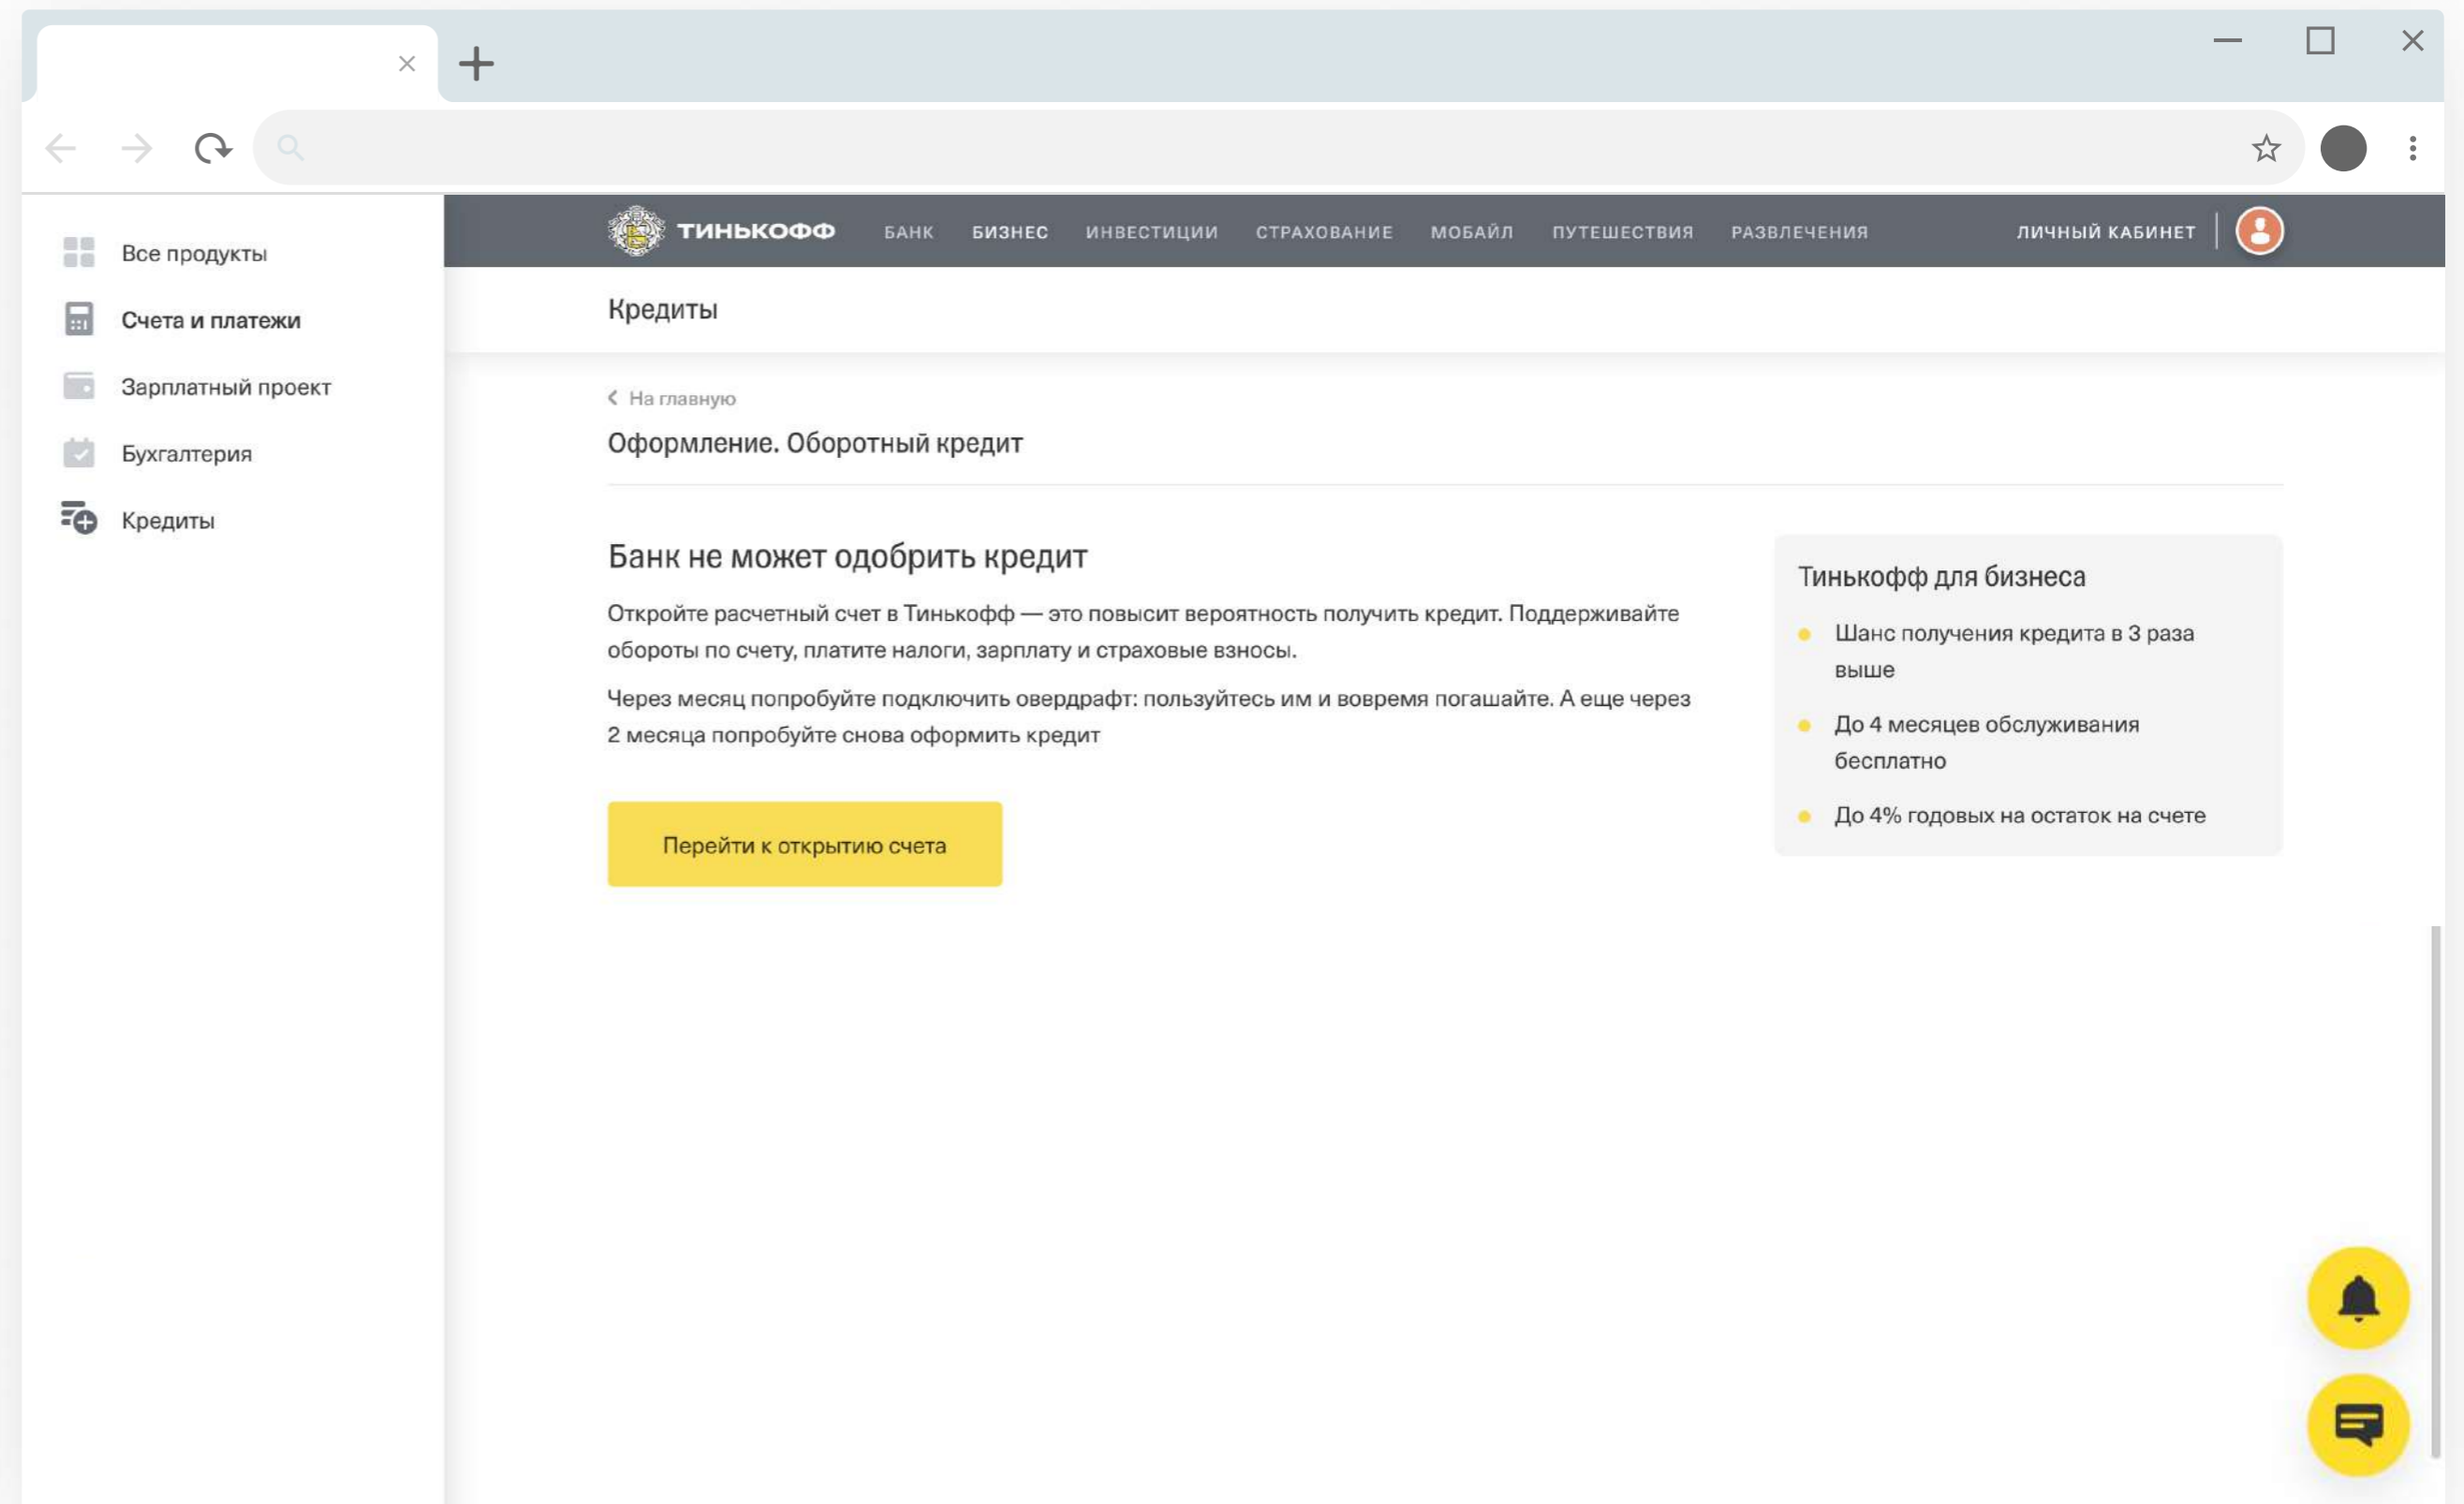 Все продукты
Счета и платежи
Зарплатный проект
Бухгалтерия
Кредиты
ТИНЬКОФФ БАНК БИЗНЕС ИНВЕСТИЦИИ СТРАХОВАНИЕ МОБАЙЛ ПУТЕШЕСТВИЯ РАЗВЛЕЧЕНИЯ ЛИЧНЫЙ КАБИНЕТ
Кредиты
На главную
Оформление. Оборотный кредит
Банк не может одобрить кредит
Откройте расчетный счет в Тинькофф — это повысит вероятность получить кредит. Поддерживайте
обороты по счету, платите налоги, зарплату и страховые взносы.
Через месяц попробуйте подключить овердрафт: пользуйтесь им и вовремя погашайте. А еще через
2 месяца попробуйте снова оформить кредит
Перейти к открытию счета
Тинькофф для бизнеса
Шанс получения кредита в 3 раза
выше
До 4 месяцев обслуживания
бесплатно
До 4% годовых на остаток на счете